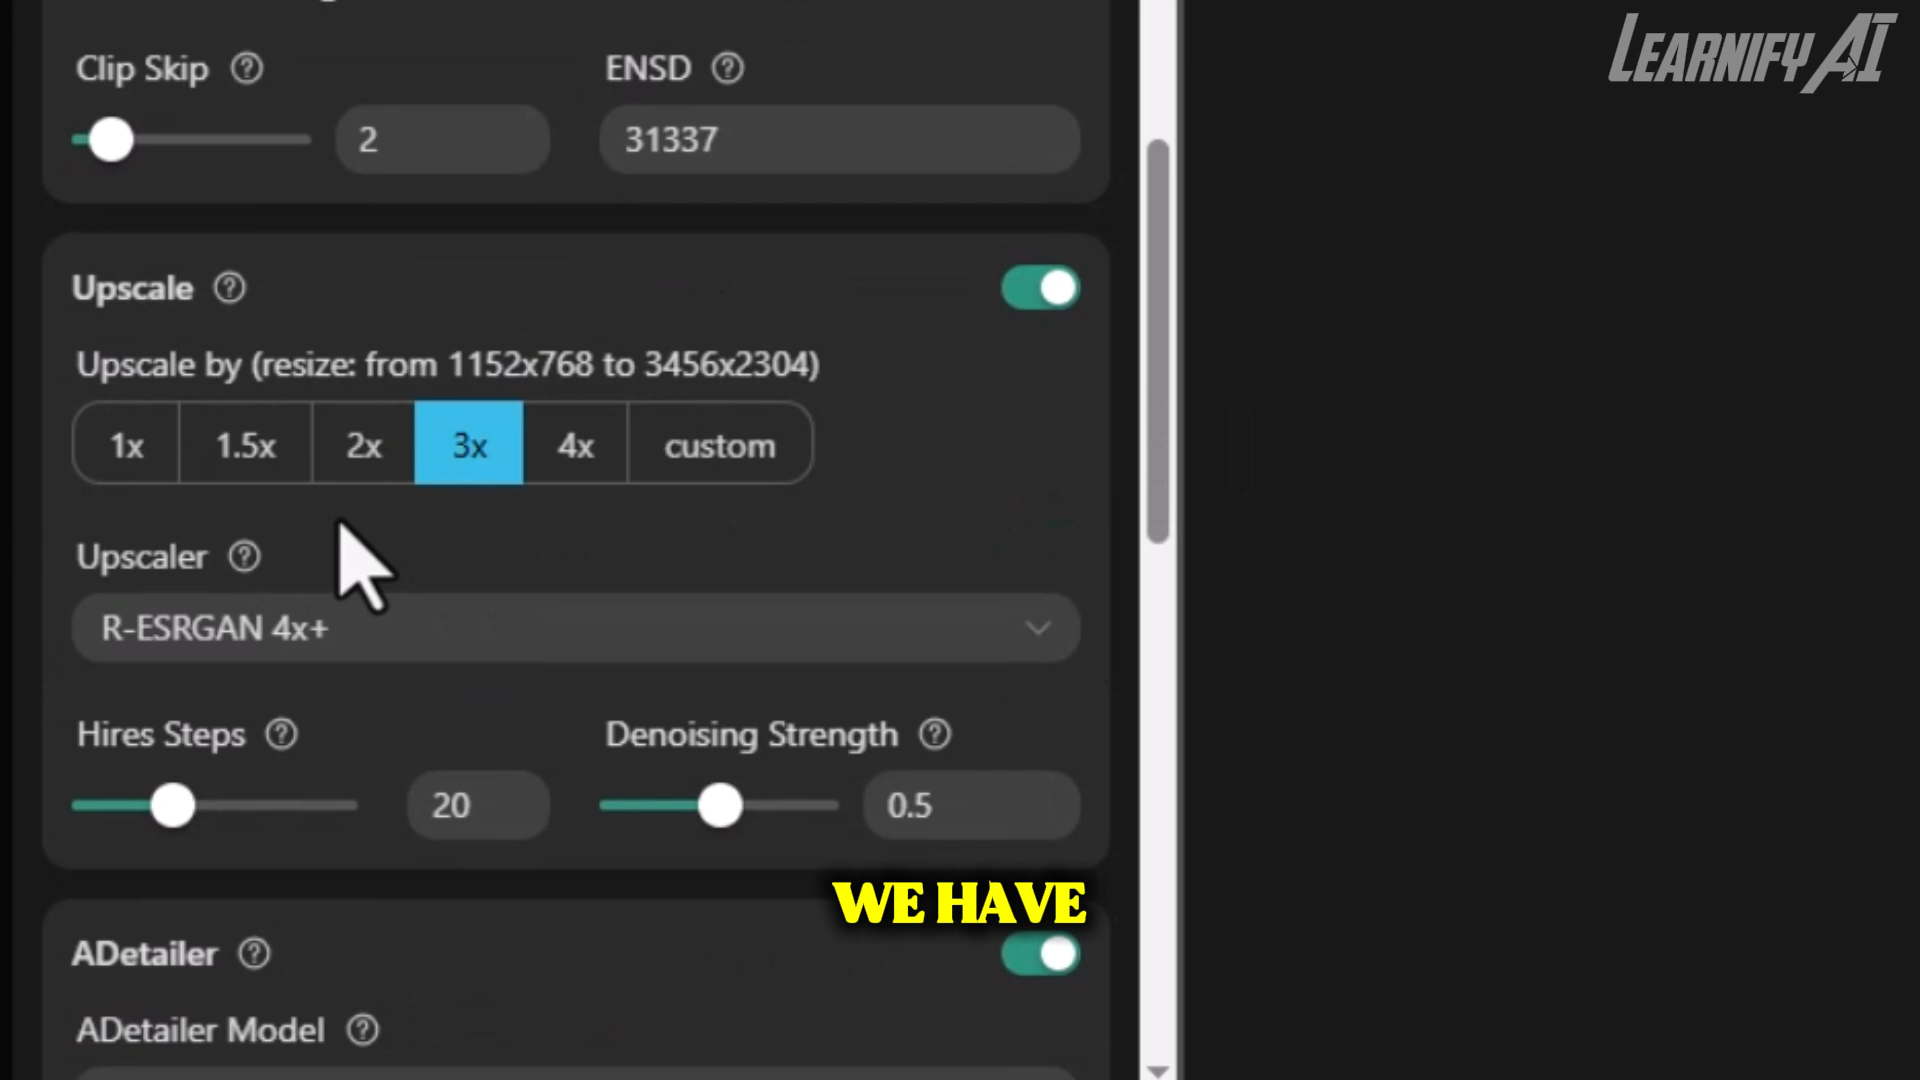 LEARNIFY AI
Clip Skip
ENSD
2
31337
Upscale
Upscale by (resize: from 1152x768 to 3456x2304)
1x 1.5x 2x 3x 4x custom
Upscaler
R-ESRGAN 4x+
Hires Steps
Denoising Strength
20
0.5
WE HAVE
ADetailer
ADetailer Model